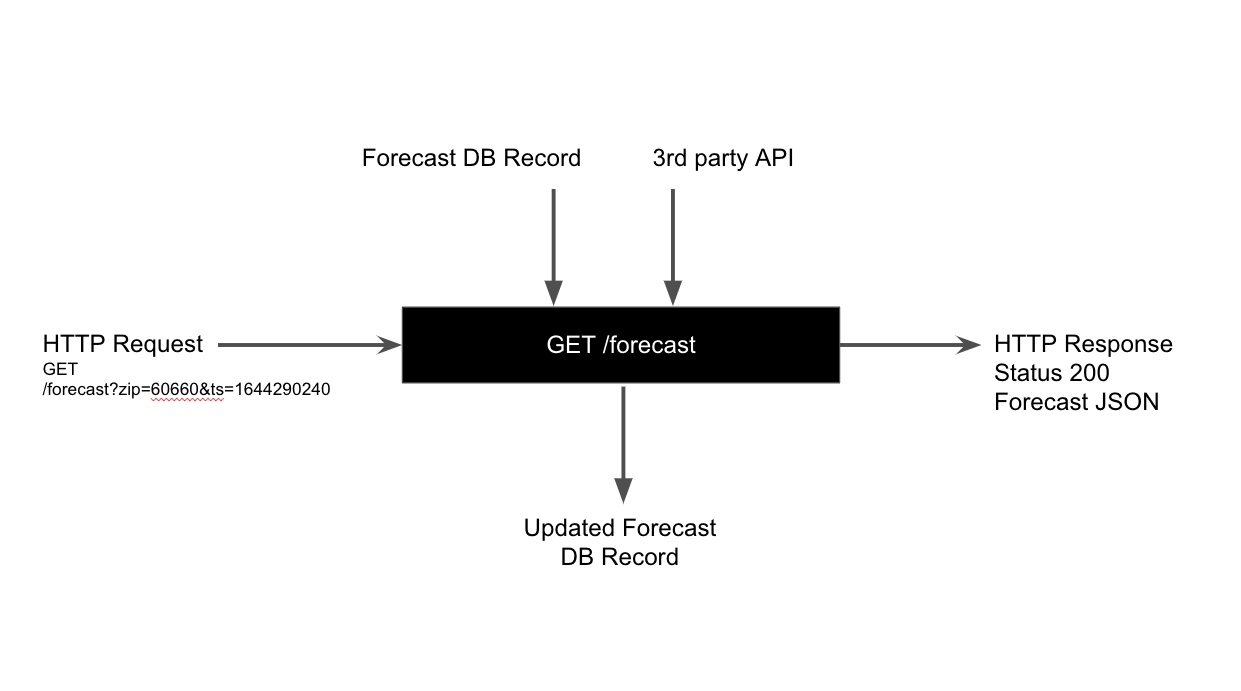 Forecast DB Record
3rd party API
HTTP Request
GET
/forecast?zip=60660&ts=1644290240
GET /forecast
HTTP Response
Status 200
Forecast JSON
Updated Forecast
DB Record